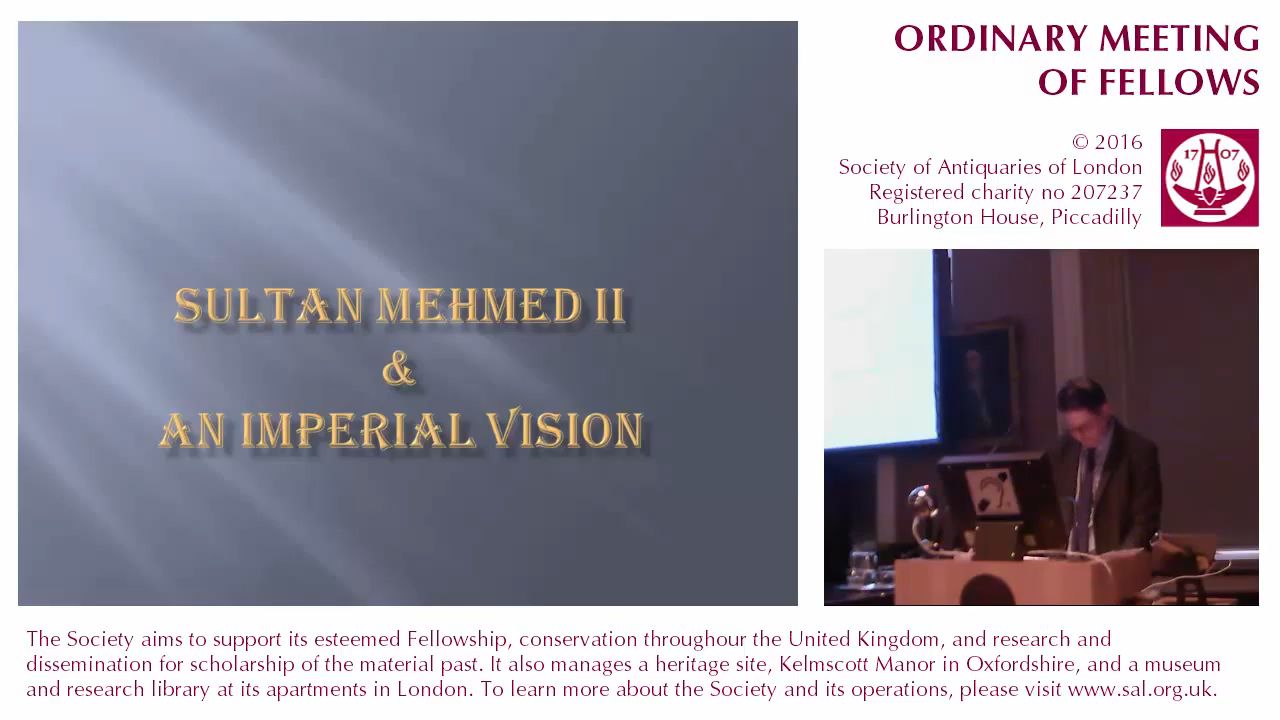 SULTAN MEHMED II
&
AN IMPERIAL VISION
ORDINARY MEETING
OF FELLOWS
© 2016
Society of Antiquaries of London
Registered charity no 207237
Burlington House, Piccadilly
17 07
The Society aims to support its esteemed Fellowship, conservation throughour the United Kingdom, and research and
dissemination for scholarship of the material past. It also manages a heritage site, Kelmscott Manor in Oxfordshire, and a museum
and research library at its apartments in London. To learn more about the Society and its operations, please visit www.sal.org.uk.